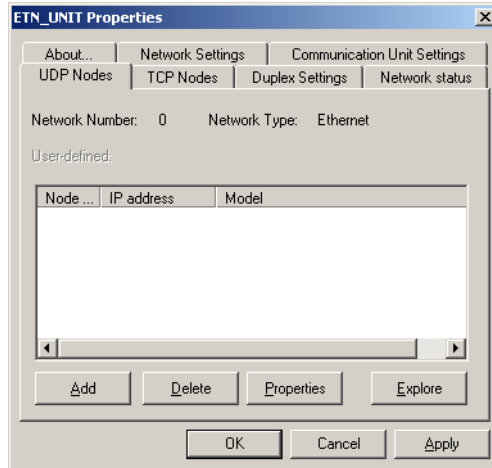 ETN_UNIT Properties
About... Network Settings Communication Unit Settings
UDP Nodes TCP Nodes Duplex Settings Network status
Network Number: 0 Network Type: Ethernet
User-defined:
Node ... IP address Model
Add Delete Properties Explore
OK Cancel Apply